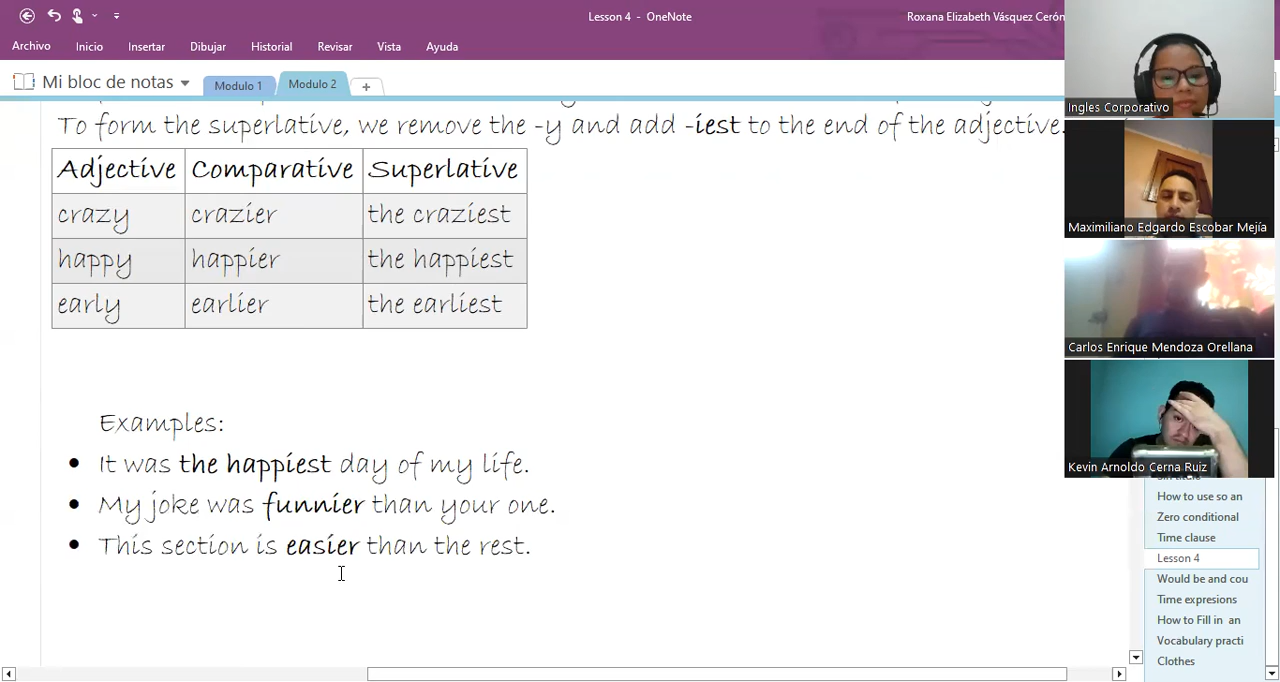 Lesson 4 - OneNote
Roxana Elizabeth Vásquez Cerón
Archivo Inicio Insertar Dibujar Historial Revisar Vista Ayuda
Mi bloc de notas Modulo 1 Modulo 2
To form the superlative, we remove the -y and add -iest to the end of the adjective.
Adjective Comparative Superlative
crazy crazier the craziest
happy happier the happiest
early earlier the earliest
Examples:
It was the happiest day of my life.
My joke was funnier than your one.
This section is easier than the rest.
Ingles Corporativo
Maximiliano Edgardo Escobar Mejía
Carlos Enrique Mendoza Orellana
Kevin Arnoldo Cerna Ruiz
How to use so an
Zero conditional
Time clause
Lesson 4
Would be and cou
Time expresions
How to Fill in an
Vocabulary practi
Clothes